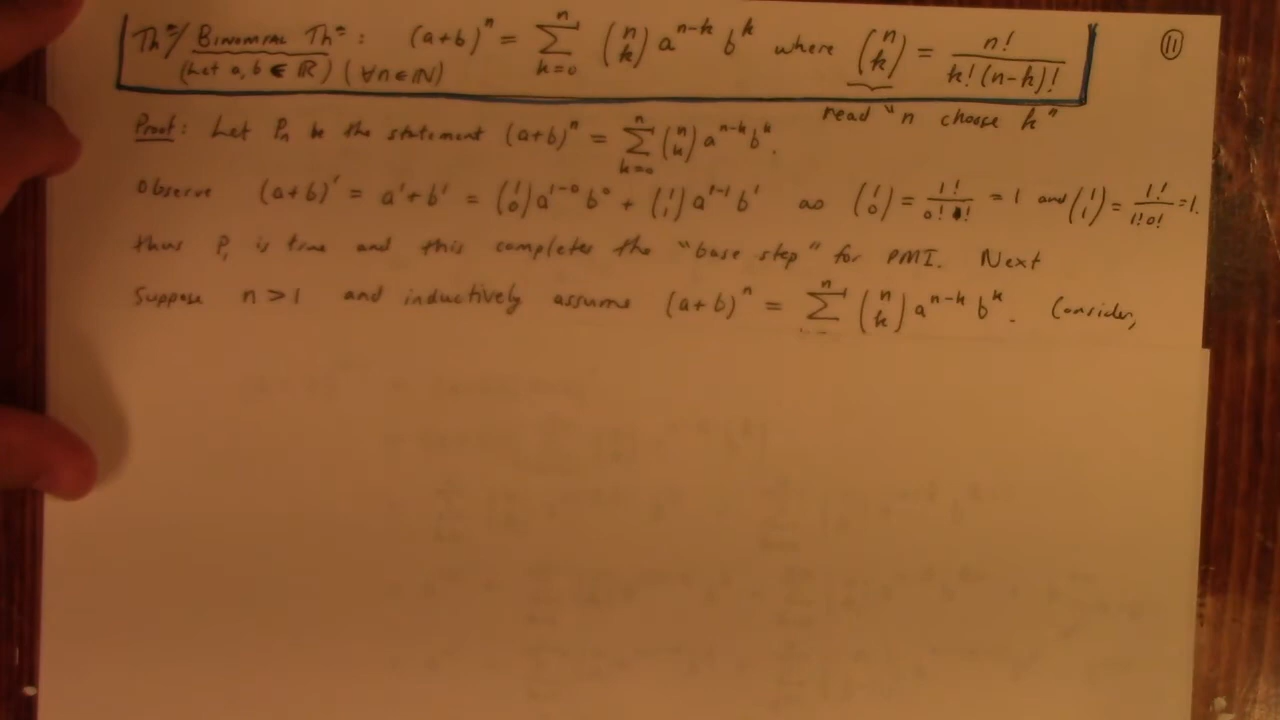 Thm/ BINOMIAL Thm: (a+b)^n = Σ_{k=0}^{n} (n k) a^{n-k} b^k where (n k) = n! / k!(n-k)! ⑪
(Let a, b ∈ ℝ) (∀n∈ℕ)
read "n choose k"
Proof: Let Pn be the statement (a+b)^n = Σ_{k=0}^{n} (n k) a^{n-k} b^k.
Observe (a+b)^1 = a^1 + b^1 = (1 0) a^{1-0} b^0 + (1 1) a^{1-1} b^1 as (1 0) = 1! / 0! 1! = 1 and (1 1) = 1! / 1! 0! = 1.
thus P1 is true and this completes the "base step" for PMI. Next
Suppose n > 1 and inductively assume (a+b)^n = Σ^{n} (n k) a^{n-k} b^k. Consider,